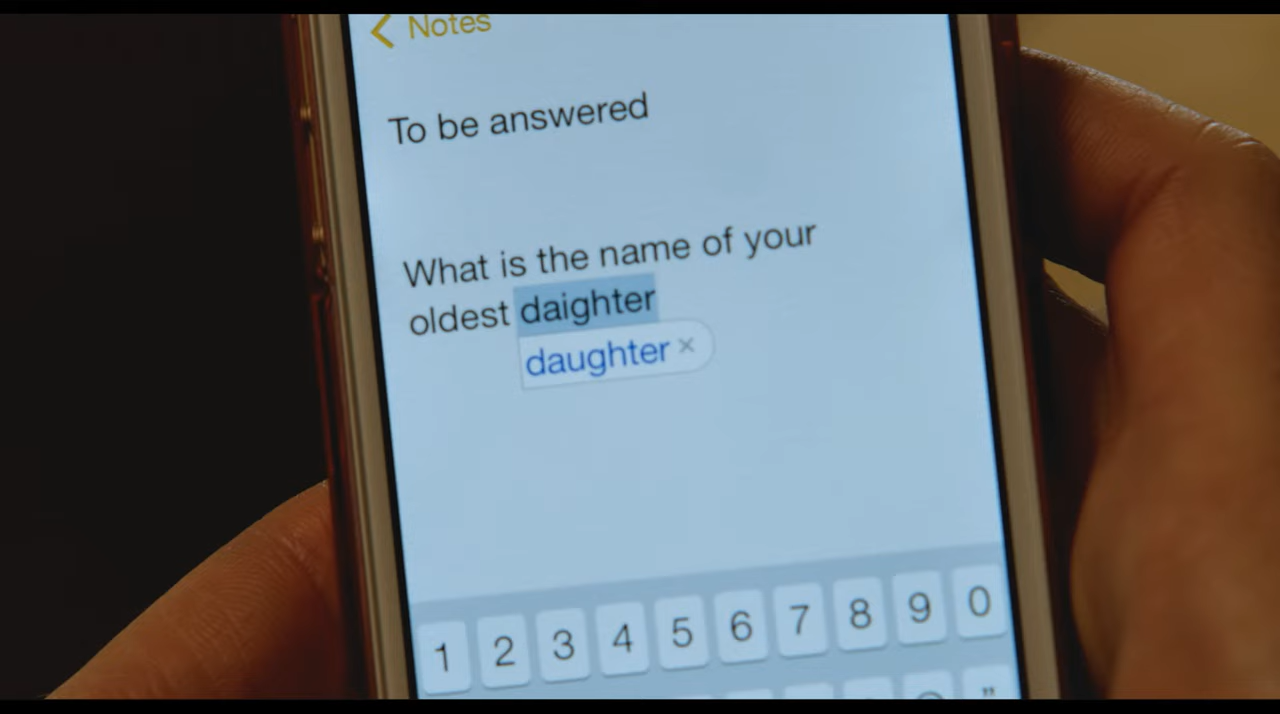 Notes
To be answered
What is the name of your
oldest daighter
daughter ×
1 2 3 4 5 6 7 8 9 0
"